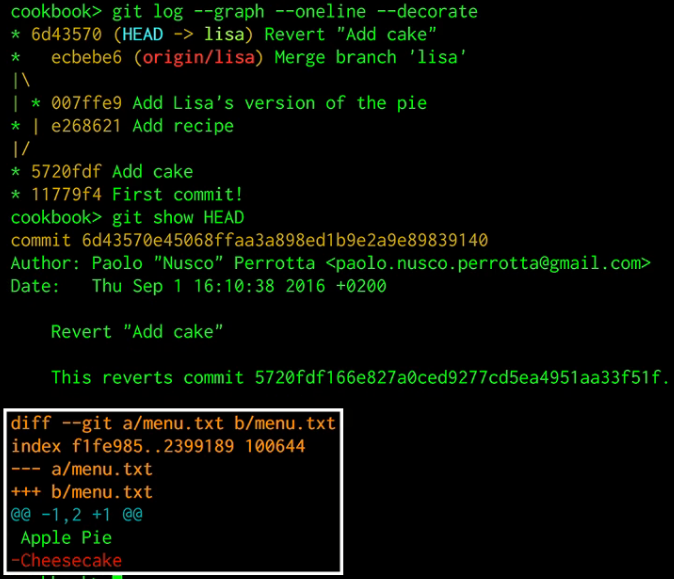 cookbook> git log --graph --oneline --decorate
* 6d43570 (HEAD -> lisa) Revert "Add cake"
*   ecbebe6 (origin/lisa) Merge branch 'lisa'
|\
| * 007ffe9 Add Lisa's version of the pie
* | e268621 Add recipe
|/
* 5720fdf Add cake
* 11779f4 First commit!
cookbook> git show HEAD
commit 6d43570e45068ffaa3a898ed1b9e2a9e89839140
Author: Paolo "Nusco" Perrotta <paolo.nusco.perrotta@gmail.com>
Date:   Thu Sep 1 16:10:38 2016 +0200

    Revert "Add cake"

    This reverts commit 5720fdf166e827a0ced9277cd5ea4951aa33f51f.

diff --git a/menu.txt b/menu.txt
index f1fe985..2399189 100644
--- a/menu.txt
+++ b/menu.txt
@@ -1,2 +1 @@
 Apple Pie
-Cheesecake